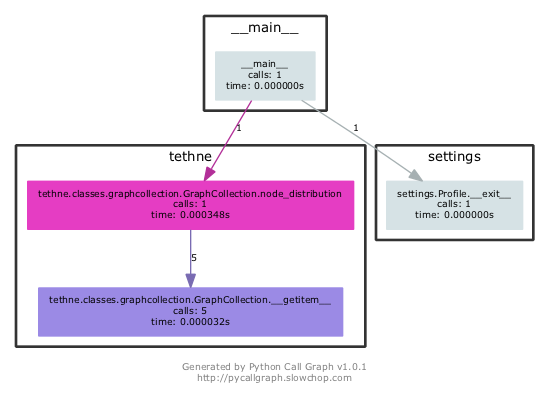 __main__
__main__
calls: 1
time: 0.000000s
1
1
tethne
settings
tethne.classes.graphcollection.GraphCollection.node_distribution
calls: 1
time: 0.000348s
settings.Profile.__exit__
calls: 1
time: 0.000000s
5
tethne.classes.graphcollection.GraphCollection.__getitem__
calls: 5
time: 0.000032s
Generated by Python Call Graph v1.0.1
http://pycallgraph.slowchop.com